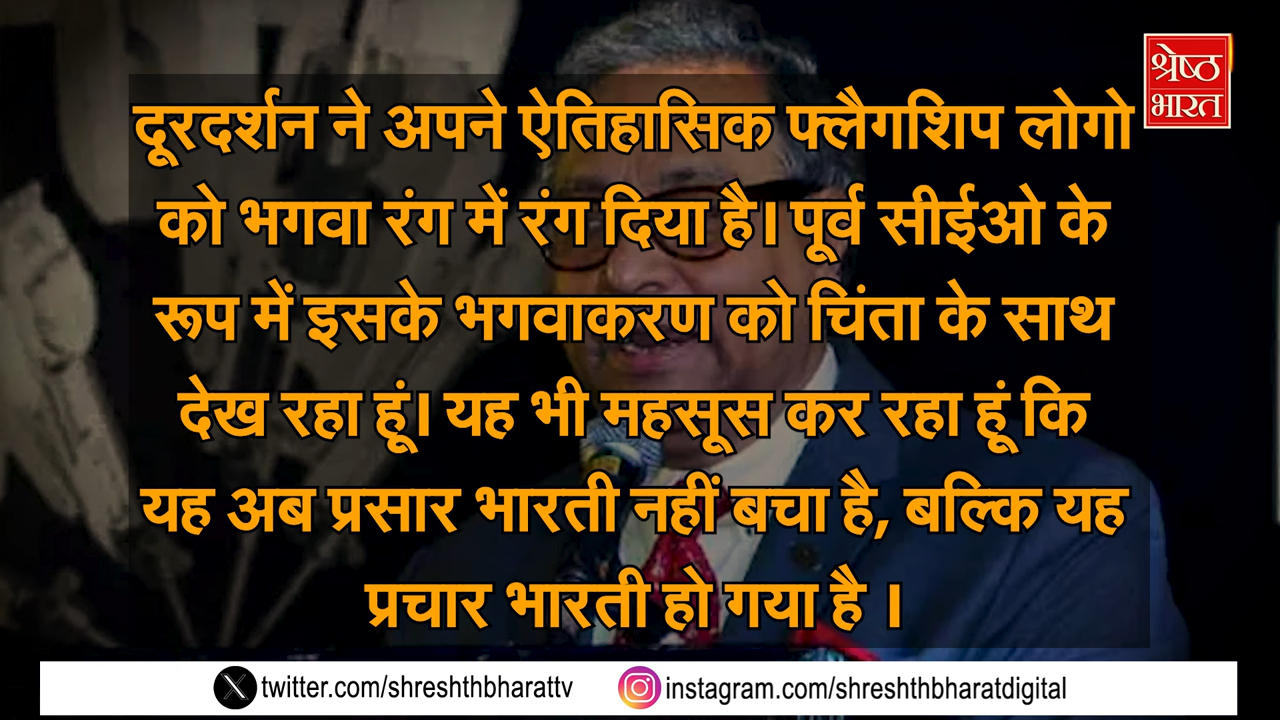 श्रेष्ठ
भारत
दूरदर्शन ने अपने ऐतिहासिक फ्लैगशिप लोगो
को भगवा रंग में रंग दिया है। पूर्व सीईओ के
रूप में इसके भगवाकरण को चिंता के साथ
देख रहा हूं। यह भी महसूस कर रहा हूं कि
यह अब प्रसार भारती नहीं बचा है, बल्कि यह
प्रचार भारती हो गया है ।
twitter.com/shreshthbharattv instagram.com/shreshthbharatdigital